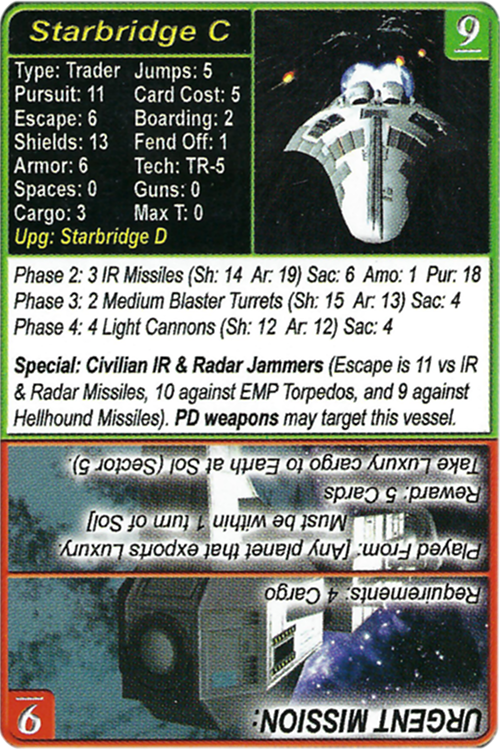 Starbridge C
9
Type: Trader Jumps: 5
Pursuit: 11 Card Cost: 5
Escape: 6 Boarding: 2
Shields: 13 Fend Off: 1
Armor: 6 Tech: TR-5
Spaces: 0 Guns: 0
Cargo: 3 Max T: 0
Upg: Starbridge D
Phase 2: 3 IR Missiles (Sh: 14 Ar: 19) Sac: 6 Amo: 1 Pur: 18
Phase 3: 2 Medium Blaster Turrets (Sh: 15 Ar: 13) Sac: 4
Phase 4: 4 Light Cannons (Sh: 12 Ar: 12) Sac: 4
Special: Civilian IR & Radar Jammers (Escape is 11 vs IR
& Radar Missiles, 10 against EMP Torpedos, and 9 against
Hellhound Missiles). PD weapons may target this vessel.
URGENT MISSION:
6
Requirements: 4 Cargo
Played From: [Any planet that exports Luxury
Must be within 1 turn of Sol]
Reward: 5 Cards
Take Luxury cargo to Earth at Sol (Sector 5).